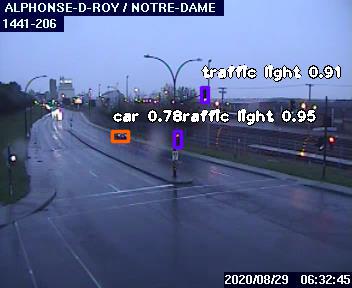 ALPHONSE-D-ROY / NOTRE-DAME
1441-206
traffic light 0.91
car 0.78raffic light 0.95
2020/08/29 06:32:45